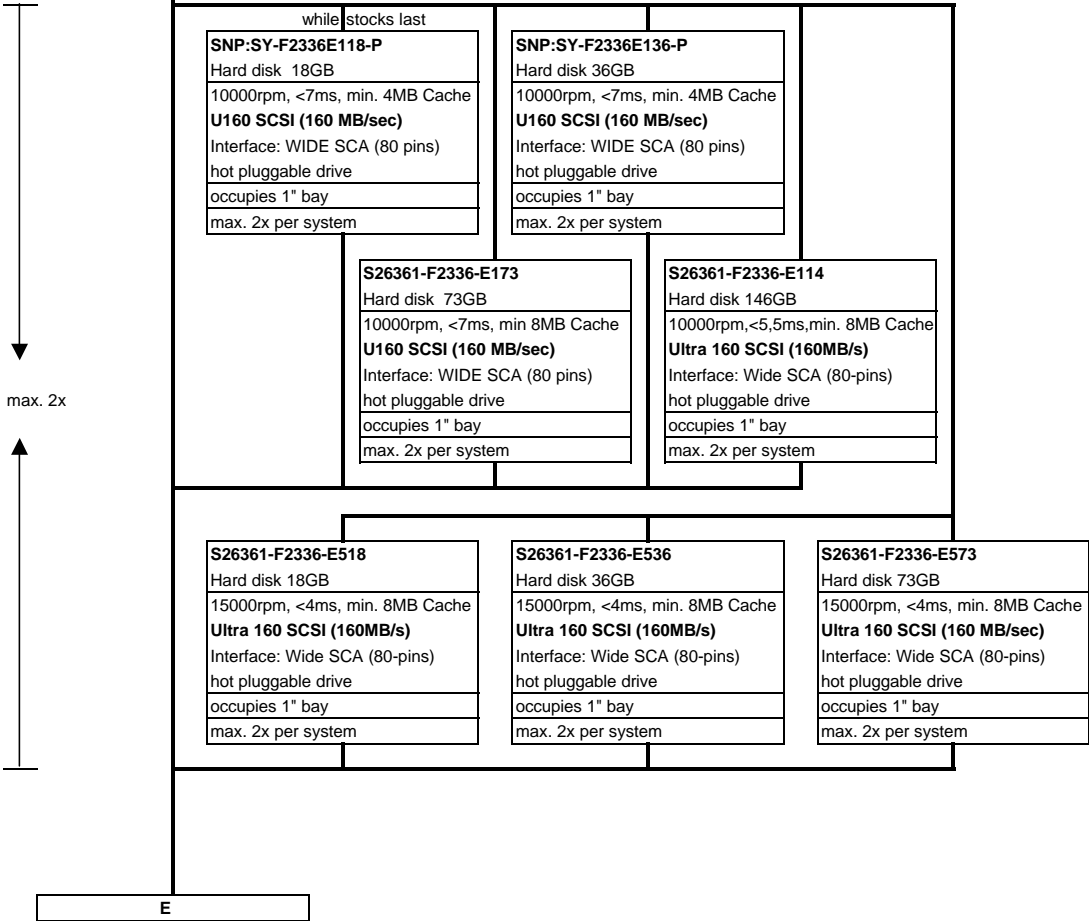 while stocks last
SNP:SY-F2336E118-P
Hard disk 18GB
10000rpm, <7ms, min. 4MB Cache
U160 SCSI (160 MB/sec)
Interface: WIDE SCA (80 pins)
hot pluggable drive
occupies 1" bay
max. 2x per system
SNP:SY-F2336E136-P
Hard disk 36GB
10000rpm, <7ms, min. 4MB Cache
U160 SCSI (160 MB/sec)
Interface: WIDE SCA (80 pins)
hot pluggable drive
occupies 1" bay
max. 2x per system
S26361-F2336-E173
Hard disk 73GB
10000rpm, <7ms, min 8MB Cache
U160 SCSI (160 MB/sec)
Interface: WIDE SCA (80 pins)
hot pluggable drive
occupies 1" bay
max. 2x per system
S26361-F2336-E114
Hard disk 146GB
10000rpm,<5,5ms,min. 8MB Cache
Ultra 160 SCSI (160MB/s)
Interface: Wide SCA (80-pins)
hot pluggable drive
occupies 1" bay
max. 2x per system
max. 2x
S26361-F2336-E518
Hard disk 18GB
15000rpm, <4ms, min. 8MB Cache
Ultra 160 SCSI (160MB/s)
Interface: Wide SCA (80-pins)
hot pluggable drive
occupies 1" bay
max. 2x per system
S26361-F2336-E536
Hard disk 36GB
15000rpm, <4ms, min. 8MB Cache
Ultra 160 SCSI (160MB/s)
Interface: Wide SCA (80-pins)
hot pluggable drive
occupies 1" bay
max. 2x per system
S26361-F2336-E573
Hard disk 73GB
15000rpm, <4ms, min. 8MB Cache
Ultra 160 SCSI (160 MB/sec)
Interface: Wide SCA (80-pins)
hot pluggable drive
occupies 1" bay
max. 2x per system
E